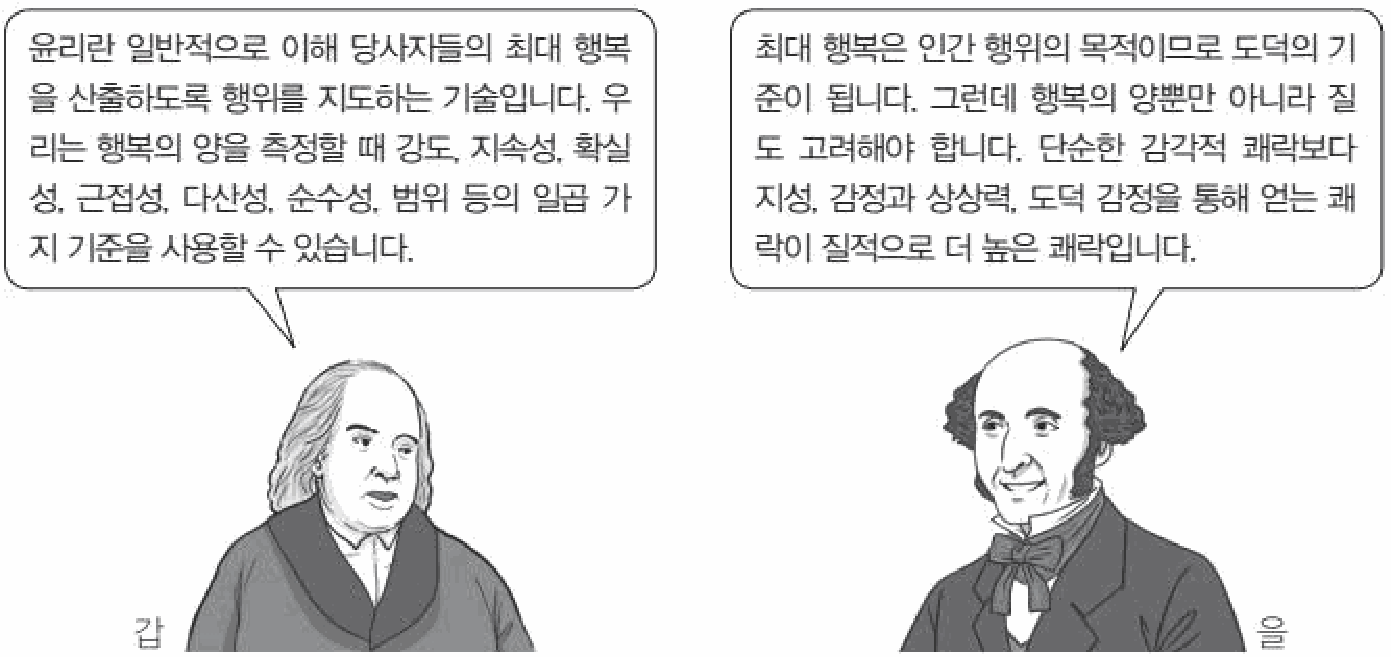 윤리란 일반적으로 이해 당사자들의 최대 행복
을 산출하도록 행위를 지도하는 기술입니다. 우
리는 행복의 양을 측정할 때 강도, 지속성, 확실
성, 근접성, 다산성, 순수성, 범위 등의 일곱 가
지 기준을 사용할 수 있습니다.
최대 행복은 인간 행위의 목적이므로 도덕의 기
준이 됩니다. 그런데 행복의 양뿐만 아니라 질
도 고려해야 합니다. 단순한 감각적 쾌락보다
지성, 감정과 상상력, 도덕 감정을 통해 얻는 쾌
락이 질적으로 더 높은 쾌락입니다.
갑
을